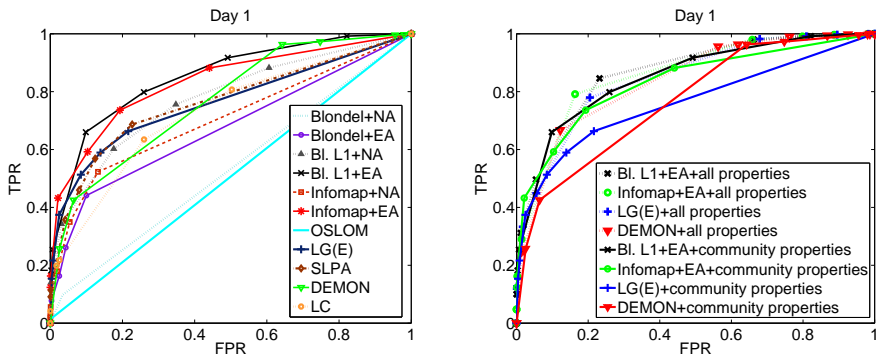 Day 1
TPR
1
0.8
0.6
0.4
0.2
0
0
0.2
0.4
0.6
0.8
1
FPR
Blondel+NA
Blondel+EA
Bl. L1+NA
Bl. L1+EA
Infomap+NA
Infomap+EA
OSLOM
LG(E)
SLPA
DEMON
LC
Day 1
TPR
1
0.8
0.6
0.4
0.2
0
0
0.2
0.4
0.6
0.8
1
FPR
Bl. L1+EA+all properties
Infomap+EA+all properties
LG(E)+all properties
DEMON+all properties
Bl. L1+EA+community properties
Infomap+EA+community properties
LG(E)+community properties
DEMON+community properties